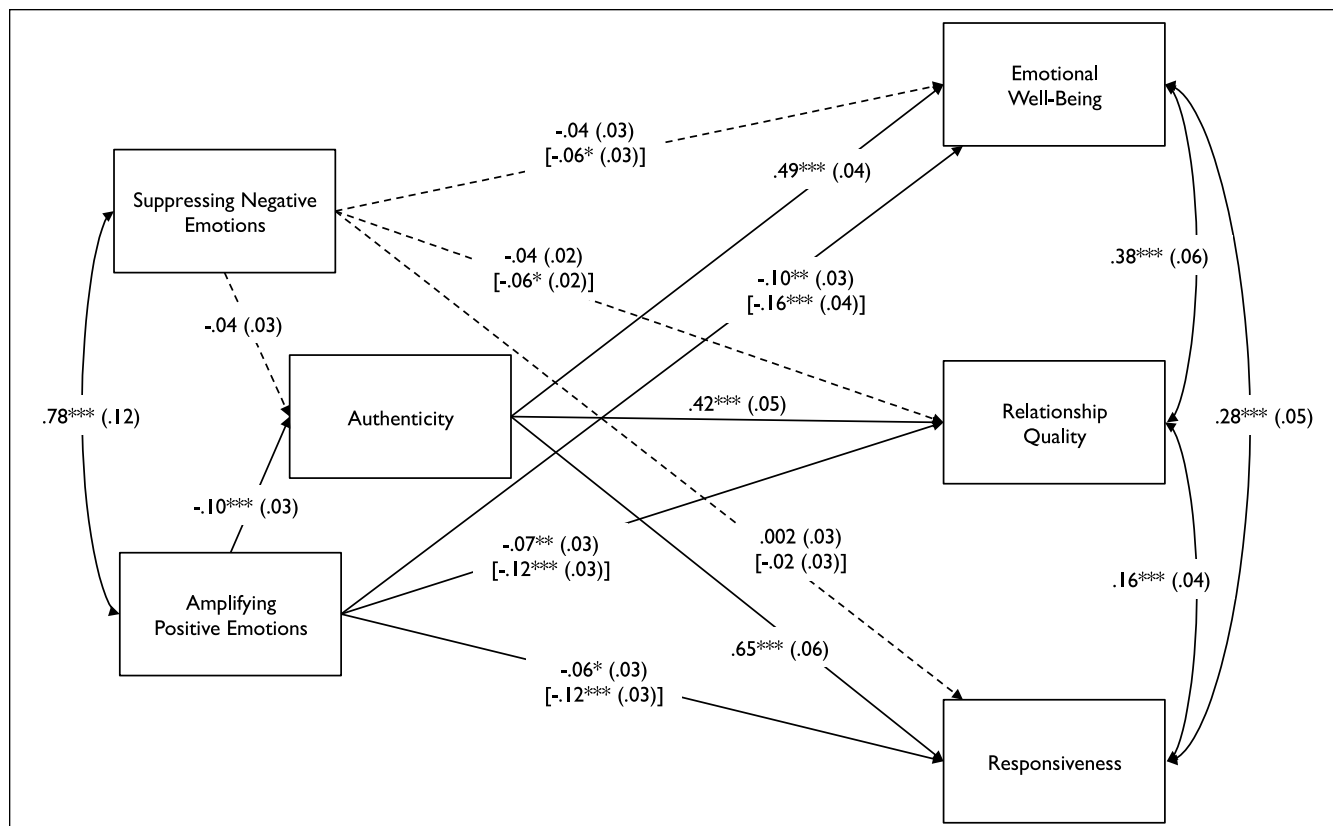 Emotional
Well-Being
-.04 (.03)
[-.06* (.03)]
.49*** (.04)
Suppressing Negative
Emotions
-.04 (.02)
[-.06* (.02)]
-.10** (.03)
[-.16*** (.04)]
.38*** (.06)
-.04 (.03)
Authenticity
.42*** (.05)
Relationship
Quality
.28*** (.05)
.78*** (.12)
-.10*** (.03)
-.07** (.03)
[-.12*** (.03)]
.002 (.03)
[-.02 (.03)]
.16*** (.04)
Amplifying
Positive Emotions
.65*** (.06)
-.06* (.03)
[-.12*** (.03)]
Responsiveness